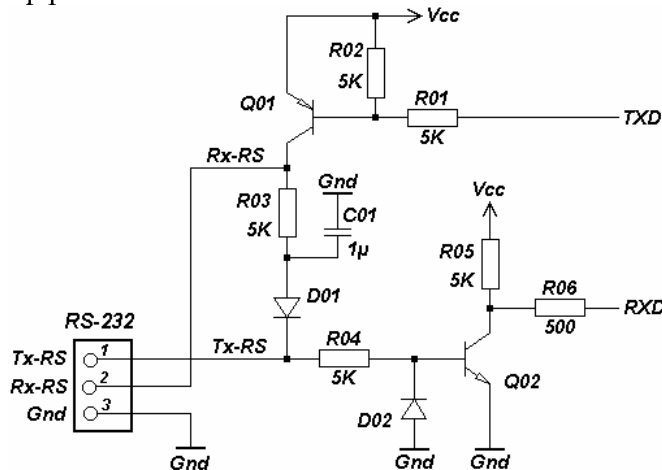 Vcc
R02
5K
Q01
R01
5K
TXD
Rx-RS
Gnd
Vcc
R03
5K
C01
1µ
R05
5K
R06
500
RXD
D01
RS-232
Tx-RS
1
Tx-RS
R04
5K
Rx-RS
2
Q02
Gnd
3
D02
Gnd
Gnd
Gnd